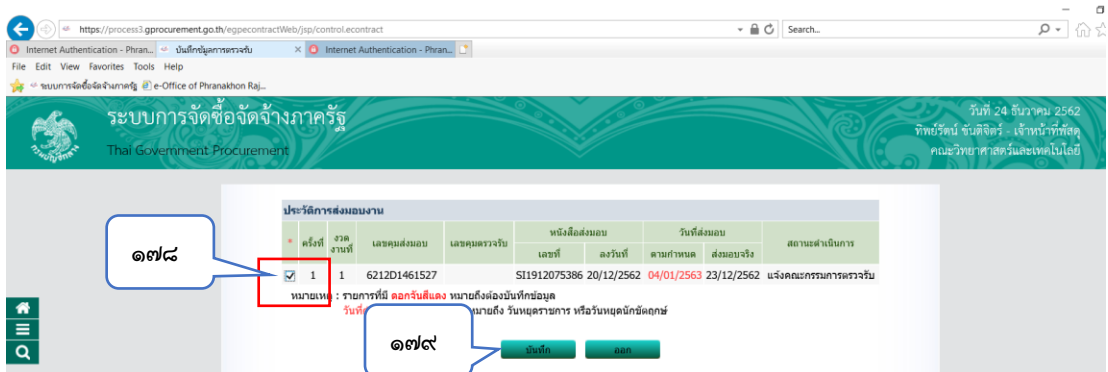 https://process3.gprocurement.go.th/egpecontractWeb/jsp/control.econtract
Search...
Internet Authentication - Phran... บันทึกข้อมูลการตรวจรับ Internet Authentication - Phran...
File Edit View Favorites Tools Help
ระบบการจัดซื้อจัดจ้างภาครัฐ e-Office of Phranakhon Raj...
ระบบการจัดซื้อจัดจ้างภาครัฐ
Thai Government Procurement
วันที่ 24 ธันวาคม 2562
ทิพย์รัตน์ ขันติจิตร์ - เจ้าหน้าที่พัสดุ
คณะวิทยาศาสตร์และเทคโนโลยี
ประวัติการส่งมอบงาน
* ครั้งที่ งวดงานที่ เลขคุมส่งมอบ เลขคุมตรวจรับ หนังสือส่งมอบ วันที่ส่งมอบ สถานะดำเนินการ
เลขที่ ลงวันที่ ตามกำหนด ส่งมอบจริง
๑๗๘
1 1 6212D1461527 SI1912075386 20/12/2562 04/01/2563 23/12/2562 แจ้งคณะกรรมการตรวจรับ
หมายเหตุ : รายการที่มี ดอกจันสีแดง หมายถึงต้องบันทึกข้อมูล
วันที่ หมายถึง วันหยุดราชการ หรือวันหยุดนักขัตฤกษ์
๑๗๙
บันทึก ออก